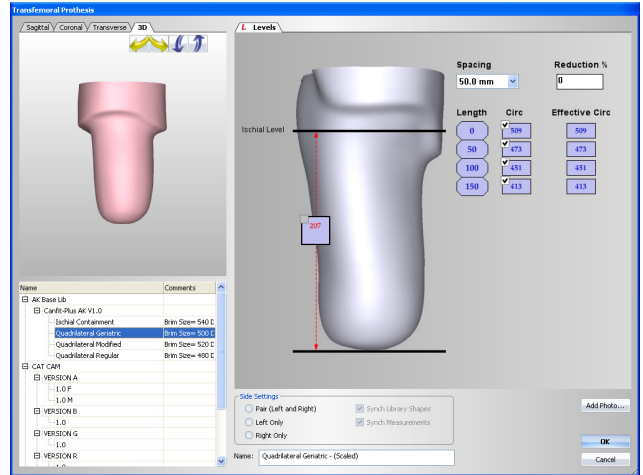 Transfemoral Prothesis
Sagittal Coronal Transverse 3D
L Levels
Spacing Reduction %
50.0 mm 0
Length Circ Effective Circ
0 509 509
50 473 473
100 451 451
150 413 413
Ischial Level
207
Name Comments
AK Base Lib
Canfit-Plus AK V1.0
Ischial Containment Brim Size= 540 D
Quadrilateral Geriatric Brim Size= 500 D
Quadrilateral Modified Brim Size= 520 D
Quadrilateral Regular Brim Size= 480 D
CAT CAM
VERSION A
1.0 F
1.0 M
VERSION B
1.0
VERSION G
1.0
VERSION R
1.0
Side Settings
Pair (Left and Right) Synch Library Shapes
Left Only Synch Measurements
Right Only
Name: Quadrilateral Geriatric - (Scaled)
Add Photo...
OK
Cancel